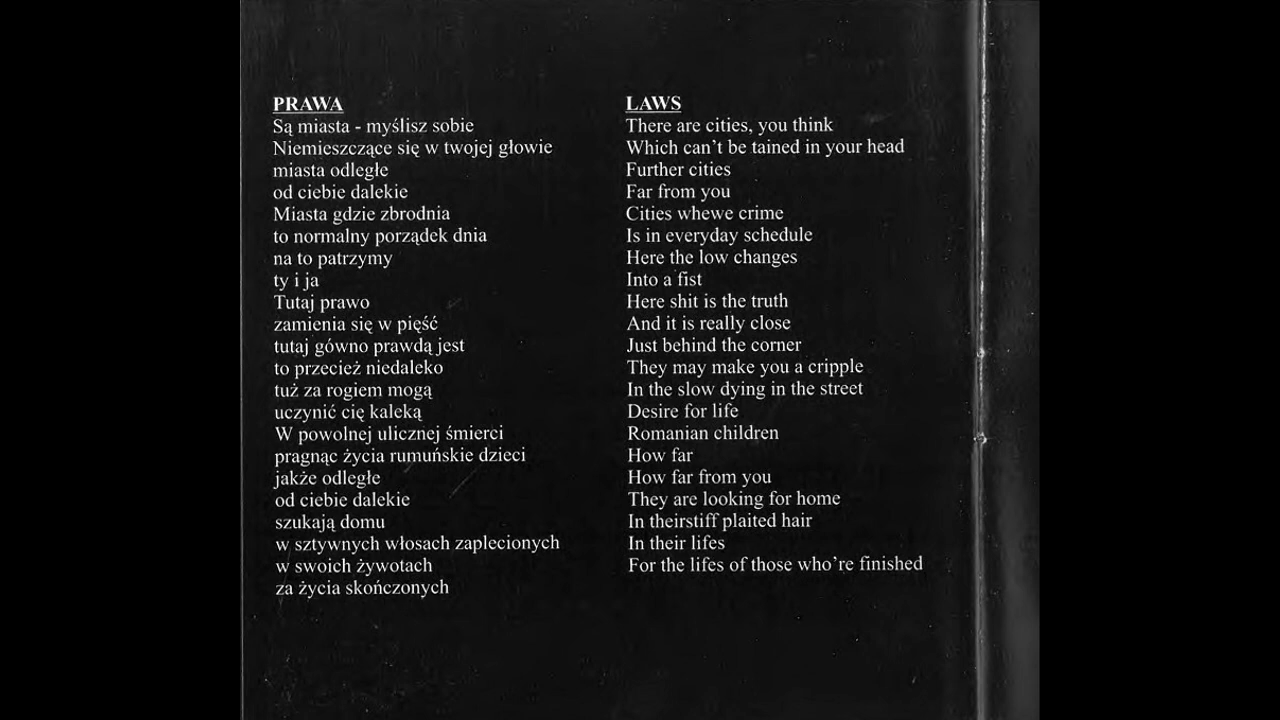 PRAWA
Są miasta - myślisz sobie
Niemieszczące się w twojej głowie
miasta odległe
od ciebie dalekie
Miasta gdzie zbrodnia
to normalny porządek dnia
na to patrzymy
ty i ja
Tutaj prawo
zamienia się w pięść
tutaj gówno prawdą jest
to przecież niedaleko
tuż za rogiem mogą
uczynić cię kaleką
W powolnej ulicznej śmierci
pragnąc życia rumuńskie dzieci
jakże odległe
od ciebie dalekie
szukają domu
w sztywnych włosach zaplecionych
w swoich żywotach
za życia skończonych
LAWS
There are cities, you think
Which can't be tained in your head
Further cities
Far from you
Cities whewe crime
Is in everyday schedule
Here the low changes
Into a fist
Here shit is the truth
And it is really close
Just behind the corner
They may make you a cripple
In the slow dying in the street
Desire for life
Romanian children
How far
How far from you
They are looking for home
In theirstiff plaited hair
In their lifes
For the lifes of those who're finished